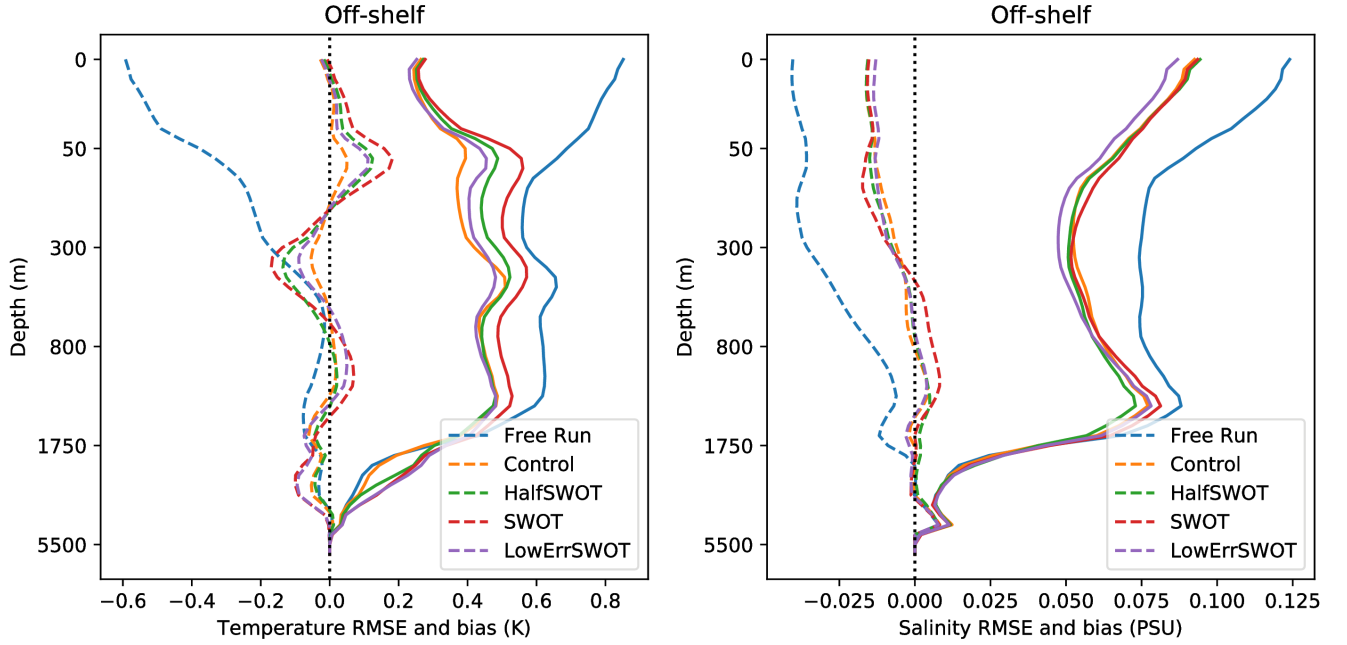 Off-shelf
Depth (m)
0
50
300
800
1750
5500
−0.6 −0.4 −0.2 0.0 0.2 0.4 0.6 0.8
Temperature RMSE and bias (K)
Free Run
Control
HalfSWOT
SWOT
LowErrSWOT
Off-shelf
Depth (m)
0
50
300
800
1750
5500
−0.025 0.000 0.025 0.050 0.075 0.100 0.125
Salinity RMSE and bias (PSU)
Free Run
Control
HalfSWOT
SWOT
LowErrSWOT